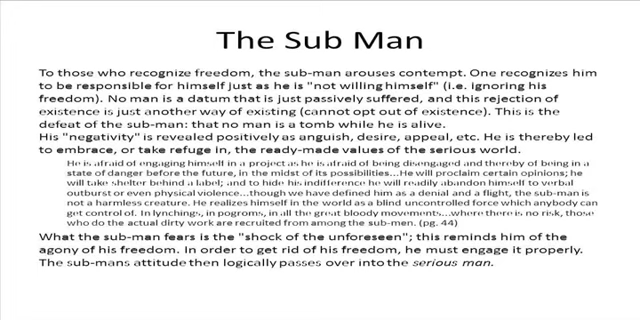 The Sub Man
To those who recognize freedom, the sub-man arouses contempt. One recognizes him
to be responsible for himself just as he is "not willing himself" (i.e. ignoring his
freedom). No man is a datum that is just passively suffered, and this rejection of
existence is just another way of existing (cannot opt out of existence). This is the
defeat of the sub-man: that no man is a tomb while he is alive.
His "negativity" is revealed positively as anguish, desire, appeal, etc. He is thereby led
to embrace, or take refuge in, the ready-made values of the serious world.
He is afraid of engaging himself in a project as he is afraid of being disengaged and thereby of being in a
state of danger before the future, in the midst of its possibilities...He will proclaim certain opinions; he
will take shelter behind a label; and to hide his indifference he will readily abandon himself to verbal
outburst or even physical violence...though we have defined him as a denial and a flight, the sub-man is
not a harmless creature. He realizes himself in the world as a blind uncontrolled force which anybody can
get control of. In lynchings, in pogroms, in all the great bloody movements...where there is no risk, those
who do the actual dirty work are recruited from among the sub-men. (pg. 44)
What the sub-man fears is the "shock of the unforeseen"; this reminds him of the
agony of his freedom. In order to get rid of his freedom, he must engage it properly.
The sub-mans attitude then logically passes over into the serious man.